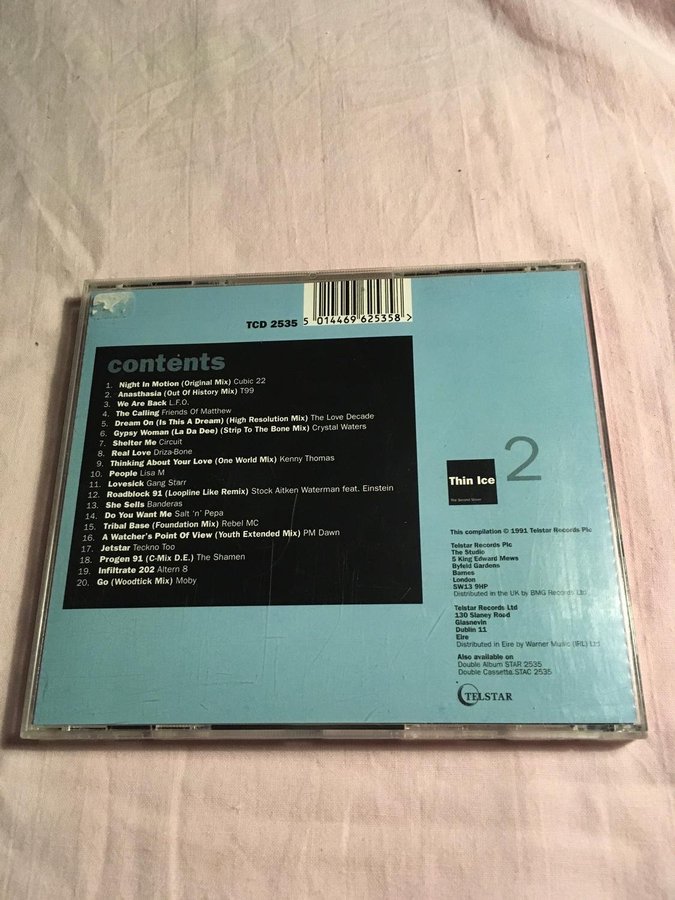 TCD 2535
5 014469 625358 >
contents
1. Night In Motion (Original Mix) Cubic 22
2. Anasthasia (Out Of History Mix) T99
3. We Are Back L.F.O.
4. The Calling Friends Of Matthew
5. Dream On (Is This A Dream) (High Resolution Mix) The Love Decade
6. Gypsy Woman (La Da Dee) (Strip To The Bone Mix) Crystal Waters
7. Shelter Me Circuit
8. Real Love Driza-Bone
9. Thinking About Your Love (One World Mix) Kenny Thomas
10. People Lisa M
11. Lovesick Gang Starr
12. Roadblock 91 (Loopline Like Remix) Stock Aitken Waterman feat. Einstein
13. She Sells Banderas
14. Do You Want Me Salt 'n' Pepa
15. Tribal Base (Foundation Mix) Rebel MC
16. A Watcher's Point Of View (Youth Extended Mix) PM Dawn
17. Jetstar Teckno Too
18. Progen 91 (C-Mix D.E.) The Shamen
19. Infiltrate 202 Altern 8
20. Go (Woodtick Mix) Moby
2
Thin Ice
The Second Shiver
This compilation © 1991 Telstar Records Plc
Telstar Records Plc
The Studio
5 King Edward Mews
Byfeld Gardens
Barnes
London
SW13 9HP
Distributed in the UK by BMG Records Ltd
Telstar Records Ltd
130 Slaney Road
Glasnevin
Dublin 11
Eire
Distributed in Eire by Warner Music (IRL) Ltd
Also available on
Double Album STAR 2535
Double Cassette STAC 2535
TELSTAR